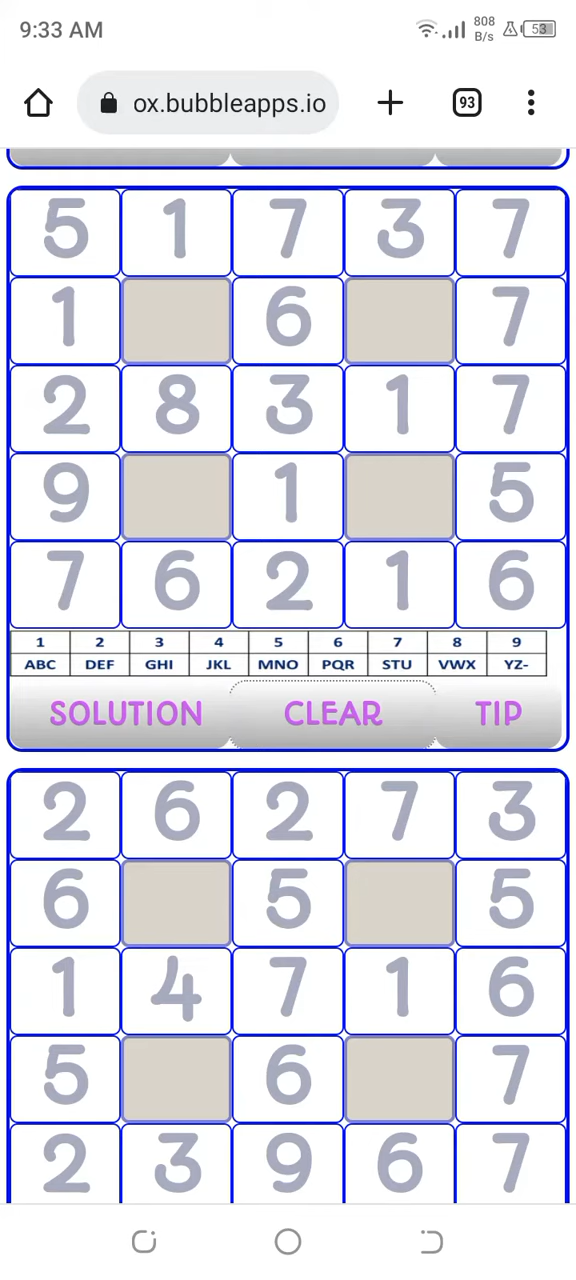 9:33 AM 808 B/s 53
ox.bubbleapps.io 93
5 1 7 3 7
1 6 7
2 8 3 1 7
9 1 5
7 6 2 1 6
1 2 3 4 5 6 7 8 9
ABC DEF GHI JKL MNO PQR STU VWX YZ-
SOLUTION CLEAR TIP
2 6 2 7 3
6 5 5
1 4 7 1 6
5 6 7
2 3 9 6 7